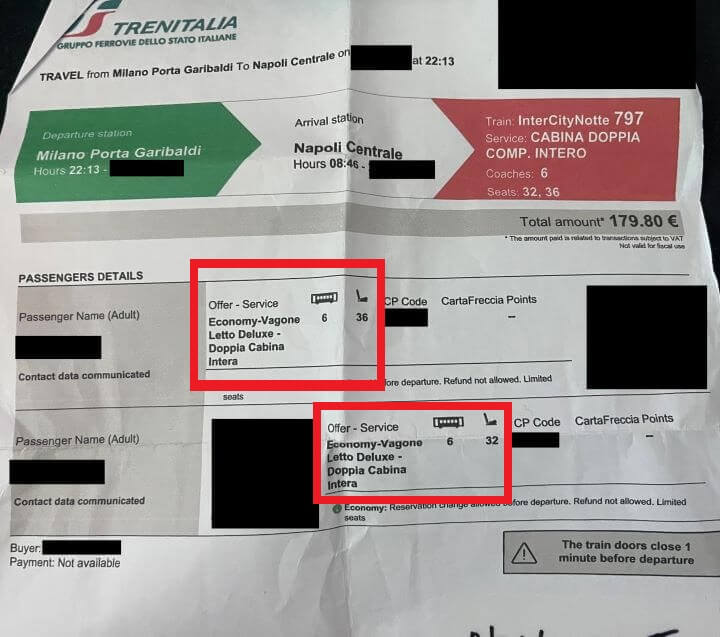 TRENITALIA
GRUPPO FERROVIE DELLO STATO ITALIANE
TRAVEL from Milano Porta Garibaldi To Napoli Centrale on at 22:13
Departure station
Milano Porta Garibaldi
Hours 22:13 -
Arrival station
Napoli Centrale
Hours 08:46 -
Train: InterCityNotte 797
Service: CABINA DOPPIA
COMP. INTERO
Coaches: 6
Seats: 32, 36
Total amount* 179.80 €
* The amount paid is related to transactions subject to VAT
Not valid for fiscal use
PASSENGERS DETAILS
Passenger Name (Adult)
Contact data communicated
Offer - Service
Economy-Vagone 6 36
Letto Deluxe -
Doppia Cabina
Intera
CP Code CartaFreccia Points
–
before departure. Refund not allowed. Limited
seats
Passenger Name (Adult)
Contact data communicated
Offer - Service
Economy-Vagone 6 32
Letto Deluxe -
Doppia Cabina
Intera
CP Code CartaFreccia Points
–
Economy: Reservation change allowed before departure. Refund not allowed. Limited
seats
Buyer:
Payment: Not available
The train doors close 1
minute before departure